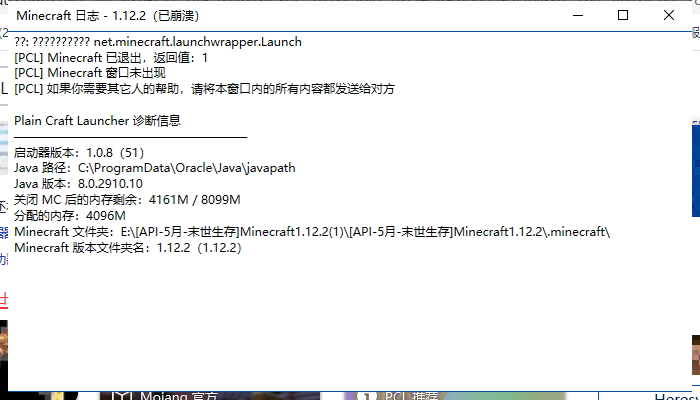 Minecraft 日志 - 1.12.2（已崩溃）
??: ?????????? net.minecraft.launchwrapper.Launch
[PCL] Minecraft 已退出，返回值：1
[PCL] Minecraft 窗口未出现
[PCL] 如果你需要其它人的帮助，请将本窗口内的所有内容都发送给对方
Plain Craft Launcher 诊断信息
启动器版本：1.0.8（51）
Java 路径：C:\ProgramData\Oracle\Java\javapath
Java 版本：8.0.2910.10
关闭 MC 后的内存剩余：4161M / 8099M
分配的内存：4096M
Minecraft 文件夹：E:\[API-5月-末世生存]Minecraft1.12.2(1)\[API-5月-末世生存]Minecraft1.12.2\.minecraft\
Minecraft 版本文件夹名：1.12.2（1.12.2）
Mojang 官方
PCL 推荐